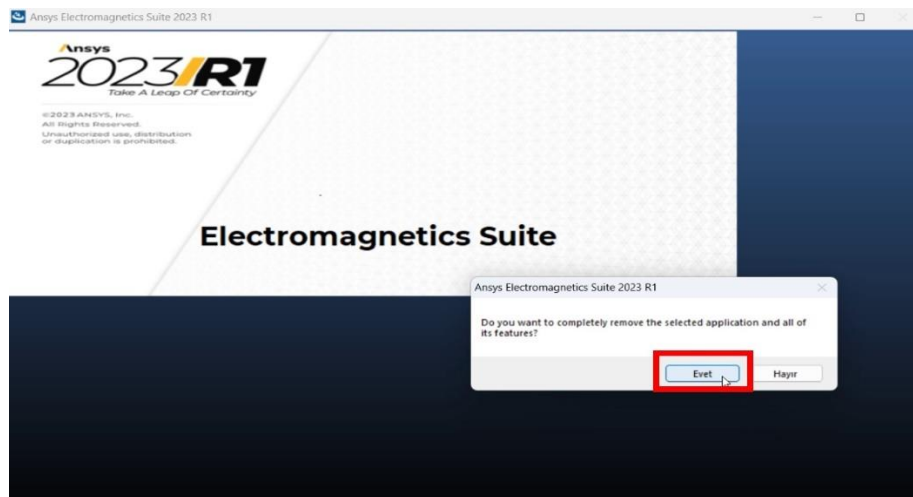 Ansys Electromagnetics Suite 2023 R1
Ansys
2023/R1
Take A Leap Of Certainty
©2023 ANSYS, Inc.
All Rights Reserved.
Unauthorized use, distribution
or duplication is prohibited.
Electromagnetics Suite
Ansys Electromagnetics Suite 2023 R1
Do you want to completely remove the selected application and all of
its features?
Evet
Hayır